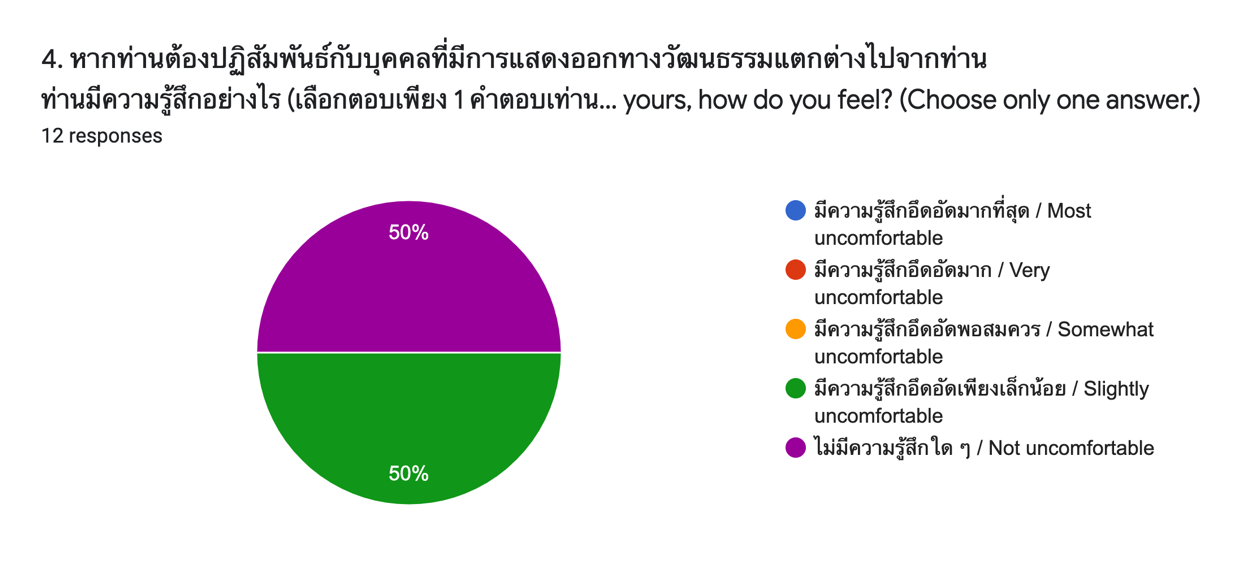 4. หากท่านต้องปฏิสัมพันธ์กับบุคคลที่มีการแสดงออกทางวัฒนธรรมแตกต่างไปจากท่าน
ท่านมีความรู้สึกอย่างไร (เลือกตอบเพียง 1 คำตอบเท่าน... yours, how do you feel? (Choose only one answer.)
12 responses
50%
50%
มีความรู้สึกอึดอัดมากที่สุด / Most
uncomfortable
มีความรู้สึกอึดอัดมาก / Very
uncomfortable
มีความรู้สึกอึดอัดพอสมควร / Somewhat
uncomfortable
มีความรู้สึกอึดอัดเพียงเล็กน้อย / Slightly
uncomfortable
ไม่มีความรู้สึกใด ๆ / Not uncomfortable